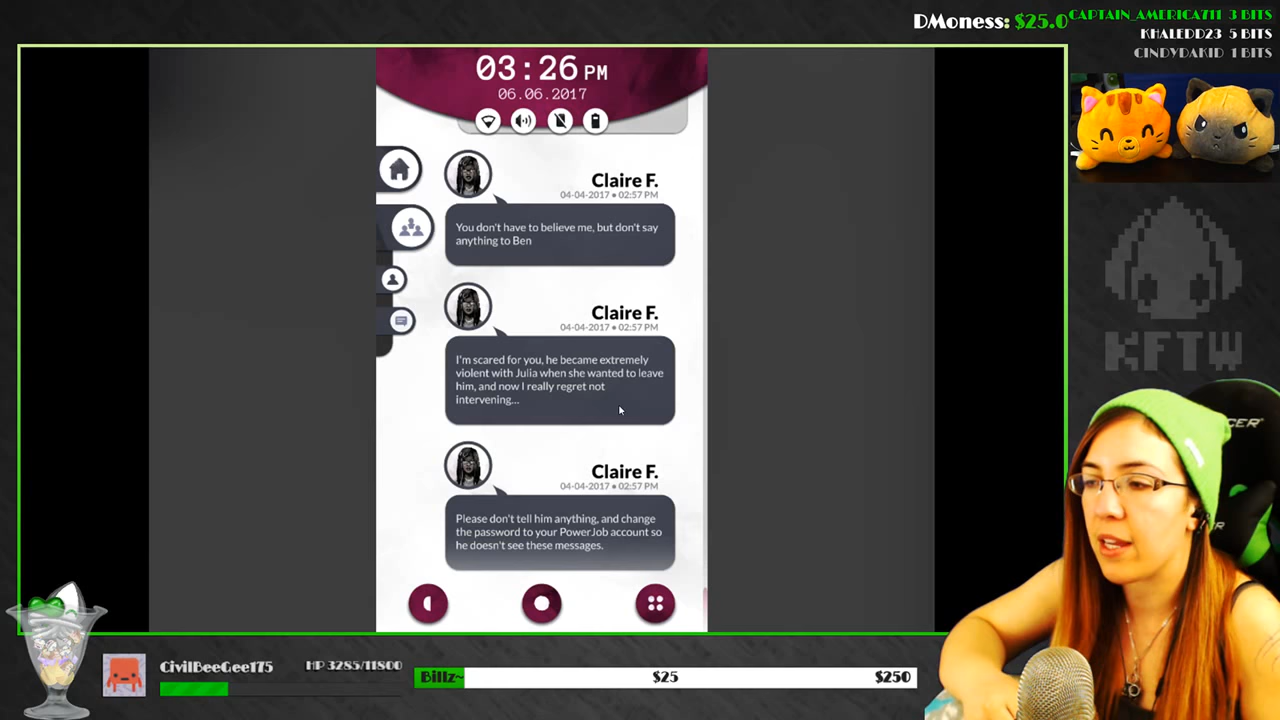 DMoness: $25.0
CAPTAIN_AMERICA711 3 BITS
KHALEDD23 5 BITS
CINDYDAKID 1 BITS
03:26 PM
06.06.2017
Claire F.
04-04-2017 • 02:57 PM
You don't have to believe me, but don't say
anything to Ben
Claire F.
04-04-2017 • 02:57 PM
I'm scared for you, he became extremely
violent with Julia when she wanted to leave
him, and now I really regret not
intervening...
Claire F.
04-04-2017 • 02:57 PM
Please don't tell him anything, and change
the password to your PowerJob account so
he doesn't see these messages.
KFTW
CivilBeeGee175
HP 3285/11800
Billz~
$25
$250